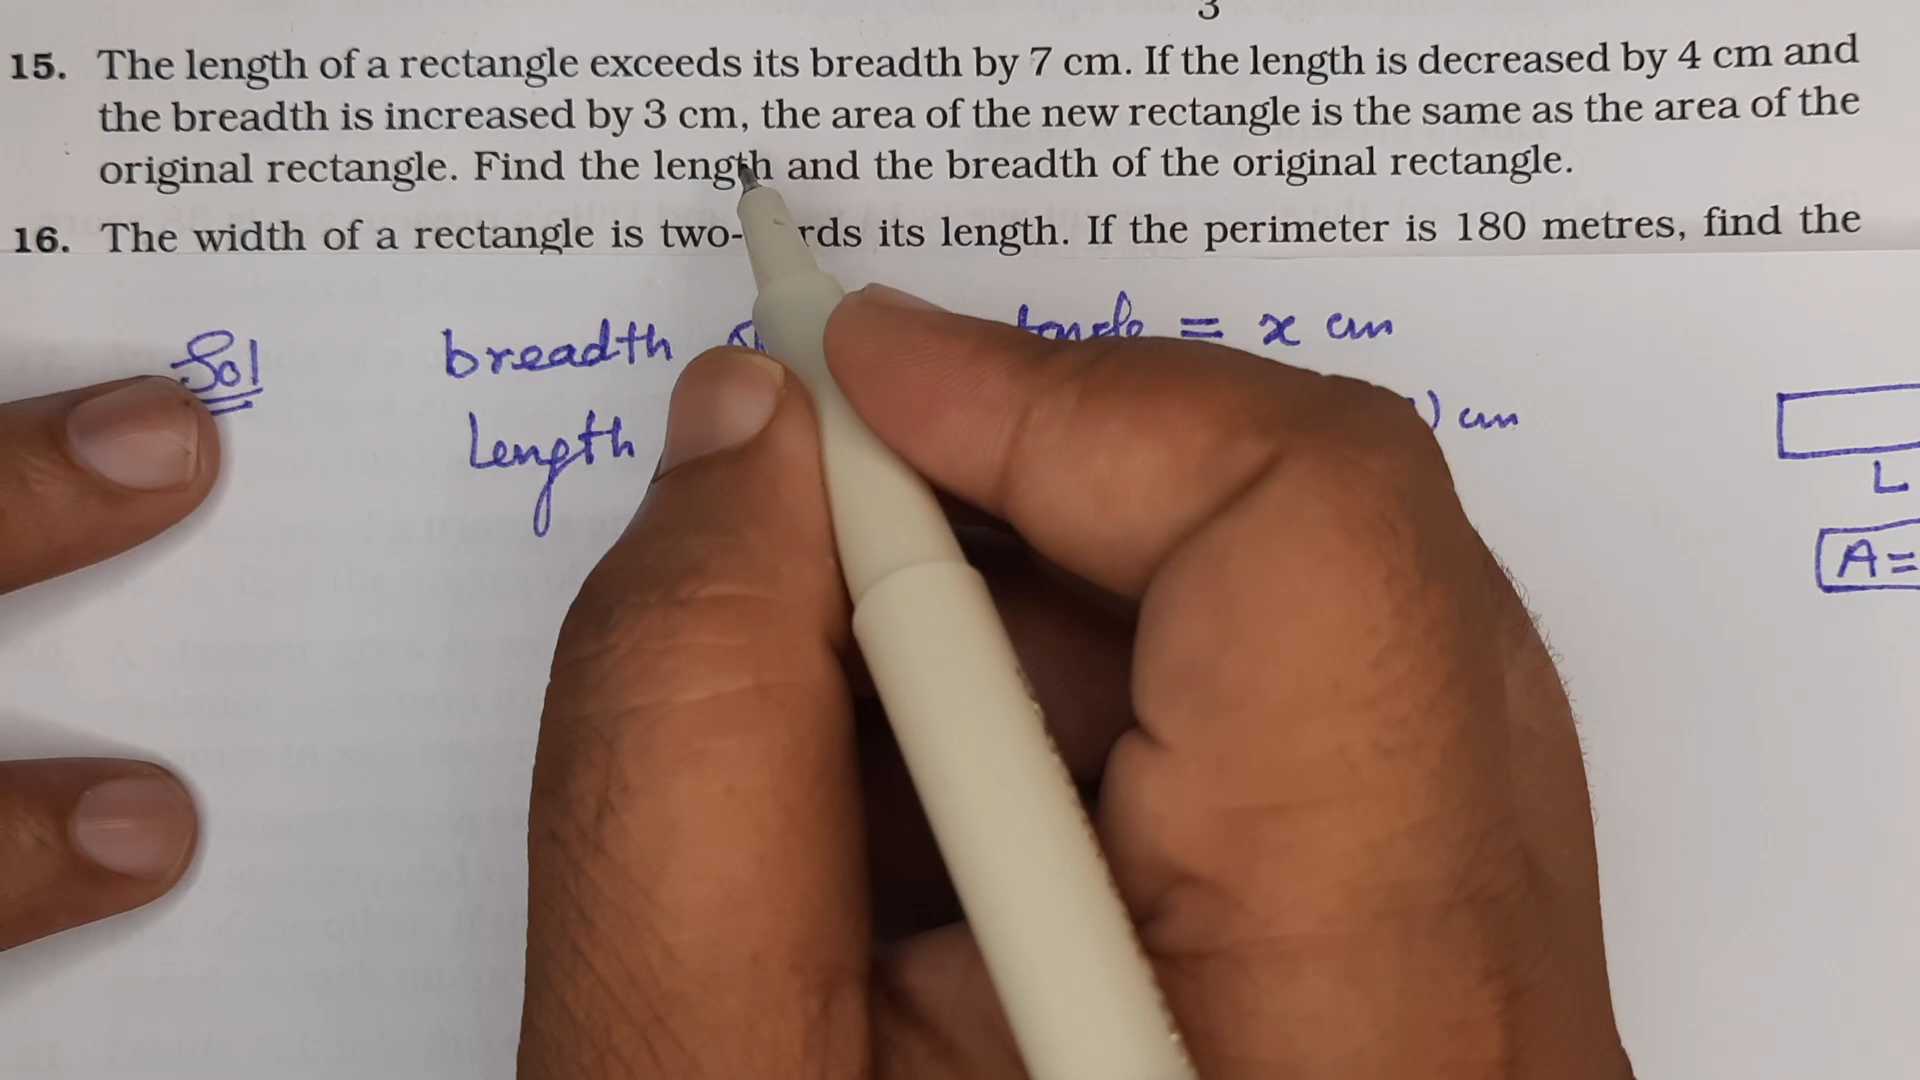 3
15. The length of a rectangle exceeds its breadth by 7 cm. If the length is decreased by 4 cm and
the breadth is increased by 3 cm, the area of the new rectangle is the same as the area of the
original rectangle. Find the length and the breadth of the original rectangle.
16. The width of a rectangle is two- rds its length. If the perimeter is 180 metres, find the
Sol breadth = x cm
Length ) cm
L
A=